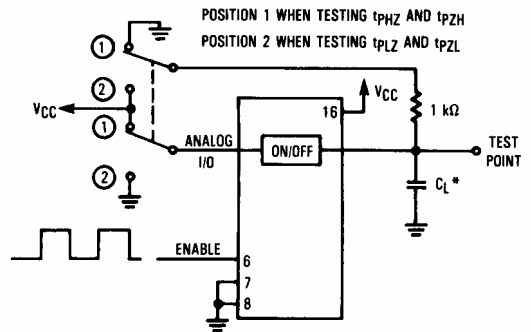 POSITION 1 WHEN TESTING tPHZ AND tPZH
POSITION 2 WHEN TESTING tPLZ AND tPZL
1
2
VCC
1
2
ANALOG
I/O
ON/OFF
16
VCC
1 kΩ
TEST
POINT
CL*
ENABLE
6
7
8